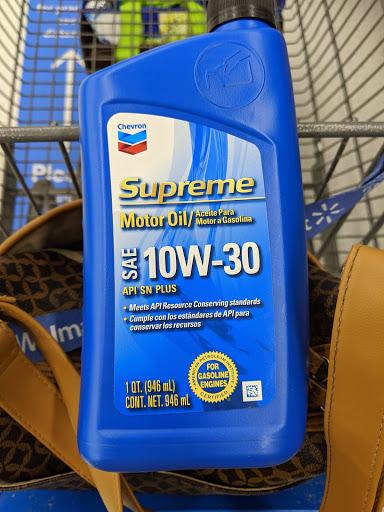 Chevron
Supreme
Motor Oil/ Aceite Para
Motor a Gasolina
SAE 10W-30
API SN PLUS
• Meets API Resource Conserving standards
• Cumple con los estándares de API para
conservar los recursos
1 QT. (946 mL)
CONT. NET. 946 mL
FOR
GASOLINE
ENGINES
CERTIFIED
Walmart